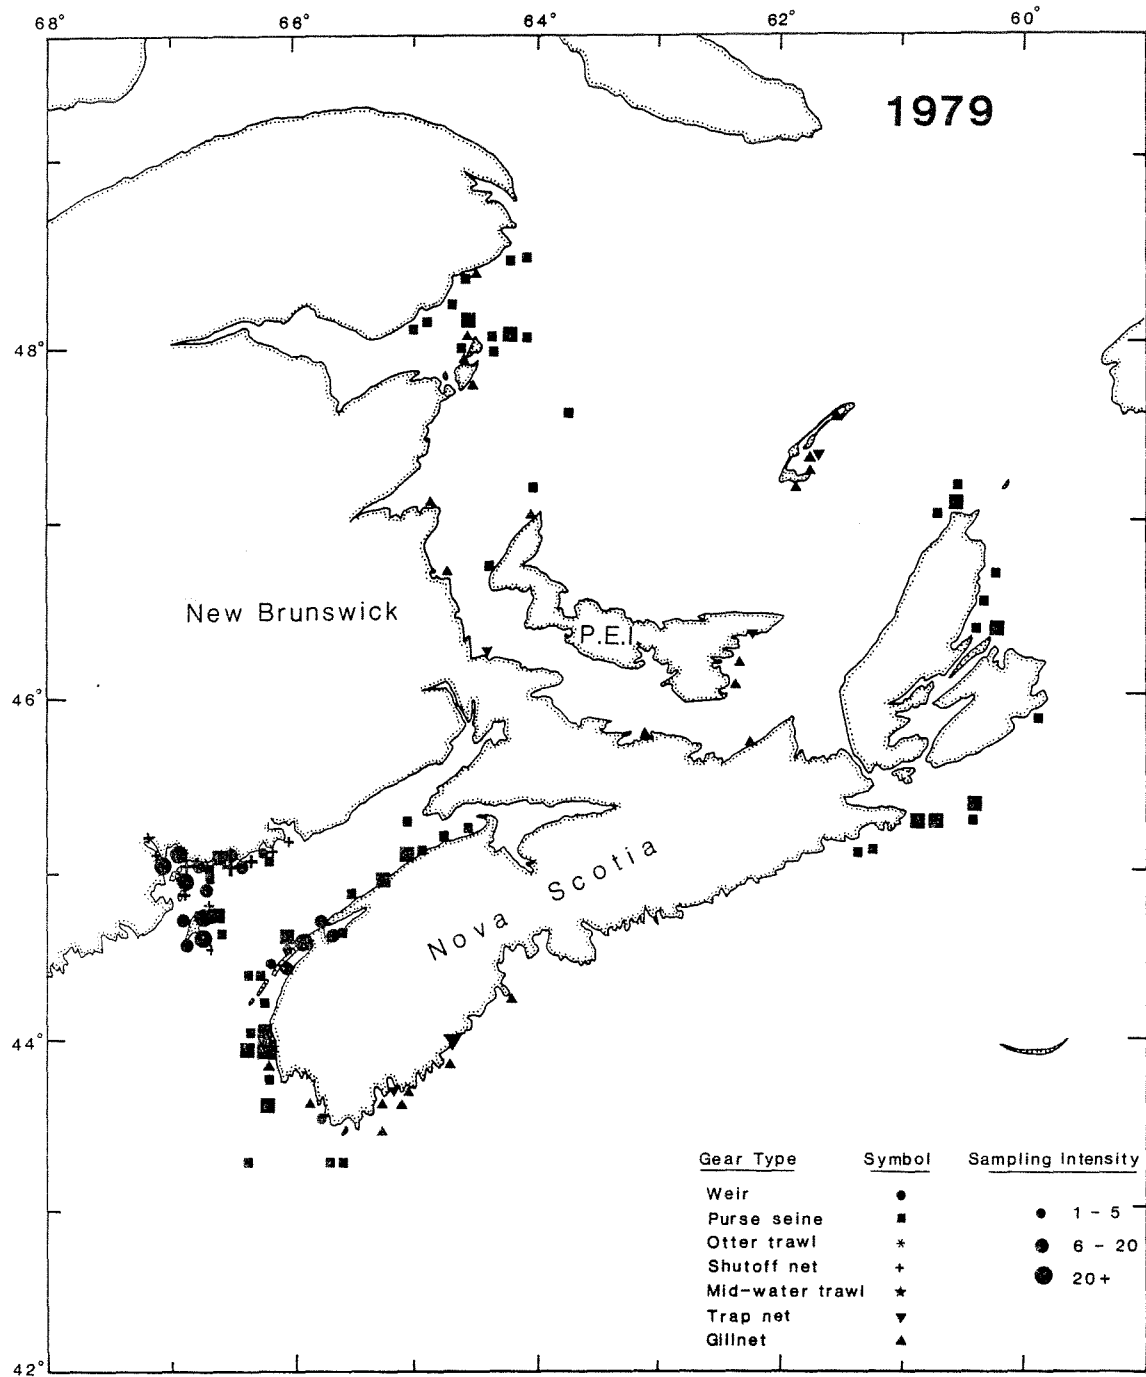 68° 66° 64° 62° 60°
1979
48°
New Brunswick
P.E.I.
46°
Nova Scotia
44°
Gear Type Symbol Sampling Intensity
Weir
Purse seine 1 - 5
Otter trawl
Shutoff net 6 - 20
Mid-water trawl 20+
Trap net
Gillnet
42°